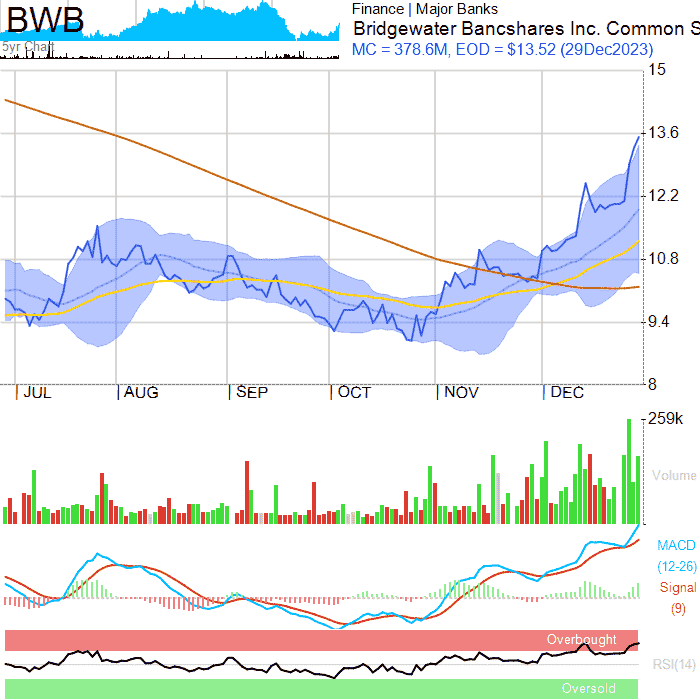 BWB
5yr Chart
Finance | Major Banks
Bridgewater Bancshares Inc. Common S
MC = 378.6M, EOD = $13.52 (29Dec2023)
15
13.6
12.2
10.8
9.4
8
JUL AUG SEP OCT NOV DEC
259k
Volume
MACD
(12-26)
Signal
(9)
Overbought
RSI(14)
Oversold